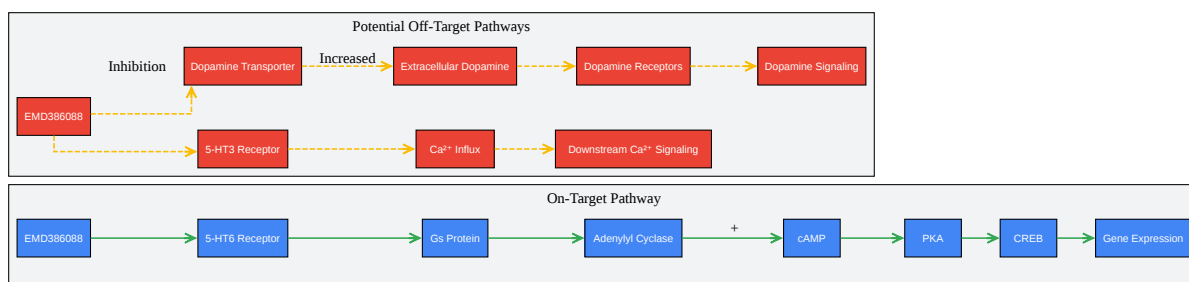 Potential Off-Target Pathways
Inhibition
Dopamine Transporter
Increased
Extracellular Dopamine
Dopamine Receptors
Dopamine Signaling
EMD386088
5-HT3 Receptor
Ca²⁺ Influx
Downstream Ca²⁺ Signaling
On-Target Pathway
EMD386088
5-HT6 Receptor
Gs Protein
Adenylyl Cyclase
+
cAMP
PKA
CREB
Gene Expression